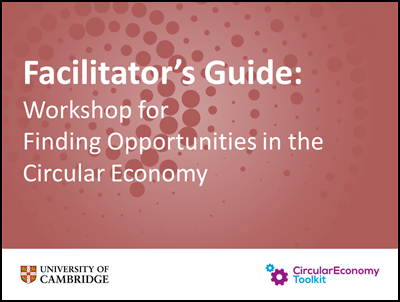 Facilitator’s Guide:
Workshop for
Finding Opportunities in the
Circular Economy
UNIVERSITY OF
CAMBRIDGE
CircularEconomy
Toolkit